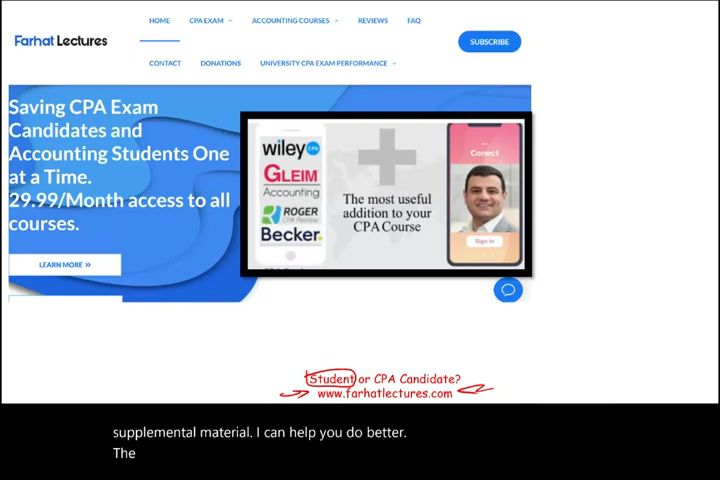 HOME CPA EXAM + ACCOUNTING COURSES + REVIEWS FAQ
Farhat Lectures
SUBSCRIBE
CONTACT DONATIONS UNIVERSITY CPA EXAM PERFORMANCE +
Saving CPA Exam
Candidates and
Accounting Students One
at a Time.
29.99/Month access to all
courses.
LEARN MORE »
wiley CPA
GLEIM
Accounting
ROGER
CPA Review
Becker.
The most useful
addition to your
CPA Course
Conect
Sign in
Student or CPA Candidate?
www.farhatlectures.com
supplemental material. I can help you do better.
The